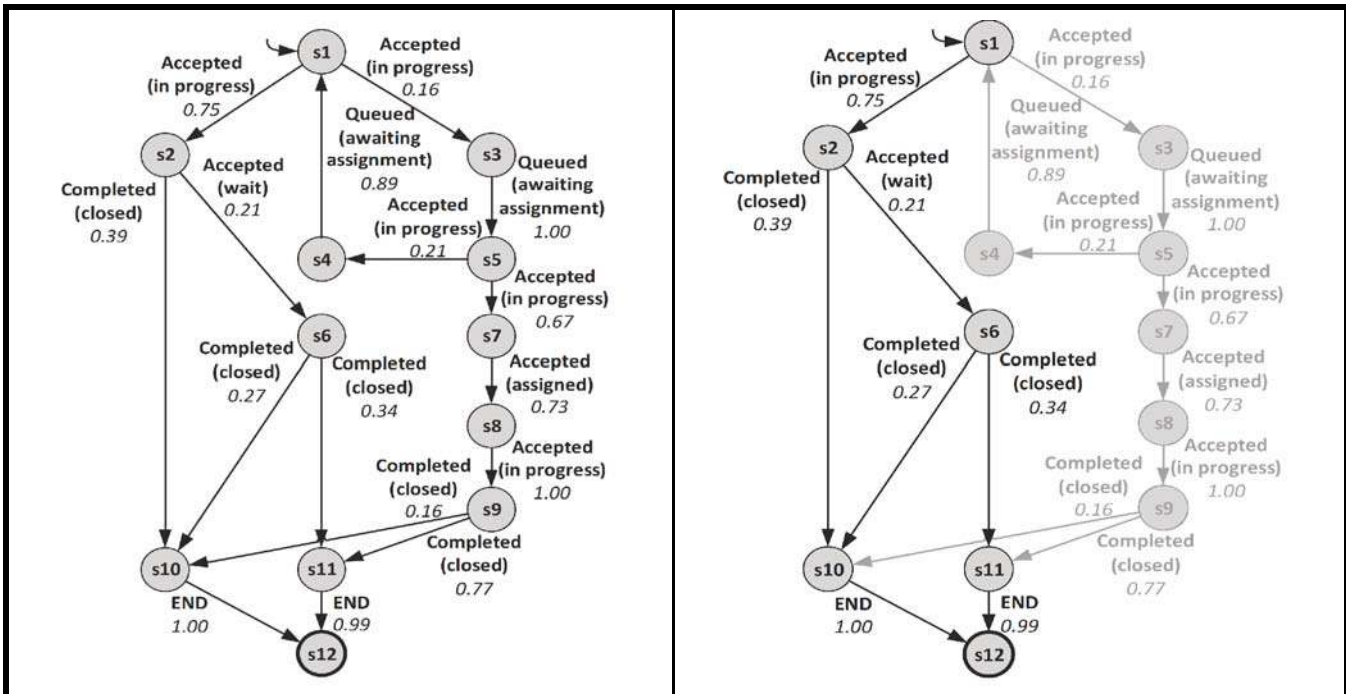 s1
Accepted
(in progress)
0.75
Accepted
(in progress)
0.16
Queued
(awaiting
assignment)
0.89
s2
s3
Accepted
(wait)
0.21
Completed
(closed)
0.39
Queued
(awaiting
assignment)
1.00
Accepted
(in progress)
0.21
s4
s5
Accepted
(in progress)
0.67
s6
s7
Completed
(closed)
0.27
Completed
(closed)
0.34
Accepted
(assigned)
0.73
s8
Accepted
(in progress)
1.00
Completed
(closed)
0.16
s9
Completed
(closed)
0.77
s10
s11
END
1.00
END
0.99
s12
s1
Accepted
(in progress)
0.75
Accepted
(in progress)
0.16
Queued
(awaiting
assignment)
0.89
s2
s3
Accepted
(wait)
0.21
Completed
(closed)
0.39
Queued
(awaiting
assignment)
1.00
Accepted
(in progress)
0.21
s4
s5
Accepted
(in progress)
0.67
s6
s7
Completed
(closed)
0.27
Completed
(closed)
0.34
Accepted
(assigned)
0.73
s8
Accepted
(in progress)
1.00
Completed
(closed)
0.16
s9
Completed
(closed)
0.77
s10
s11
END
1.00
END
0.99
s12